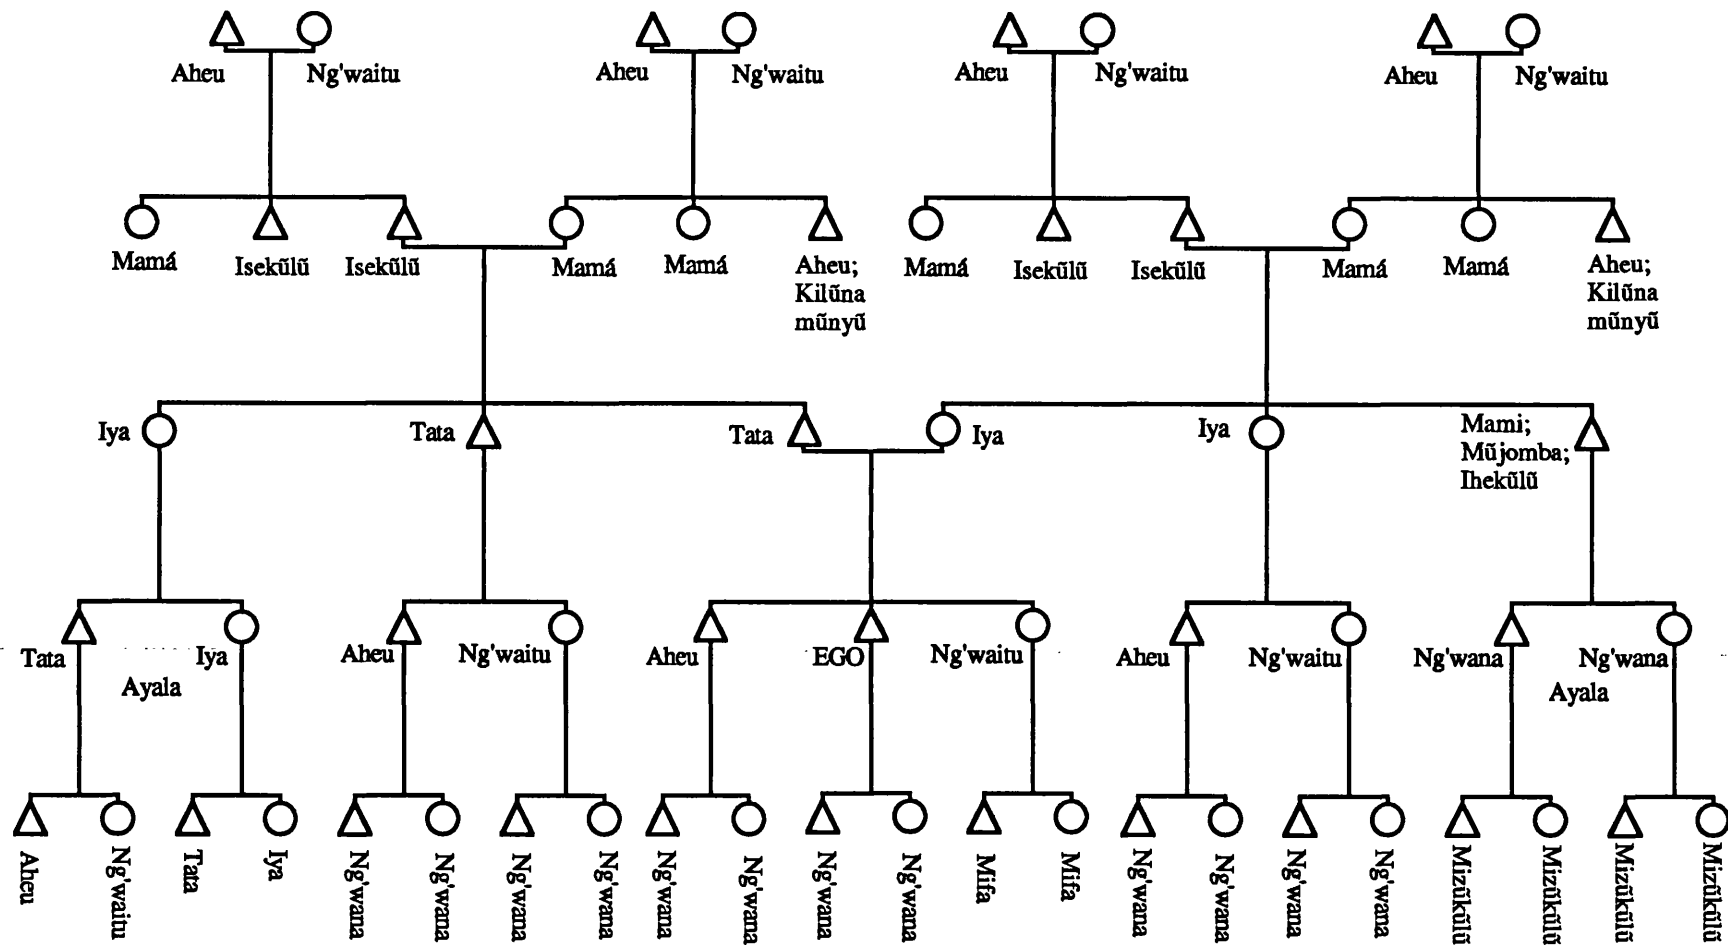 Aheu Ng'waitu Aheu Ng'waitu Aheu Ng'waitu Aheu Ng'waitu
Mamá Isekũlũ Isekũlũ Mamá Mamá Aheu; Mamá Isekũlũ Isekũlũ Mamá Mamá Aheu;
Kilũna Kilũna
mũnyũ mũnyũ
Iya Tata Tata Iya Iya Mami;
Mũjomba;
Ihekũlũ
Tata Iya Aheu Ng'waitu Aheu EGO Ng'waitu Aheu Ng'waitu Ng'wana Ng'wana
Ayala Ayala
Aheu
Ng'waitu
Tata
Iya
Ng'wana
Ng'wana
Ng'wana
Ng'wana
Ng'wana
Ng'wana
Ng'wana
Ng'wana
Mifa
Mifa
Ng'wana
Ng'wana
Ng'wana
Ng'wana
Mizũkũlũ
Mizũkũlũ
Mizũkũlũ
Mizũkũlũ